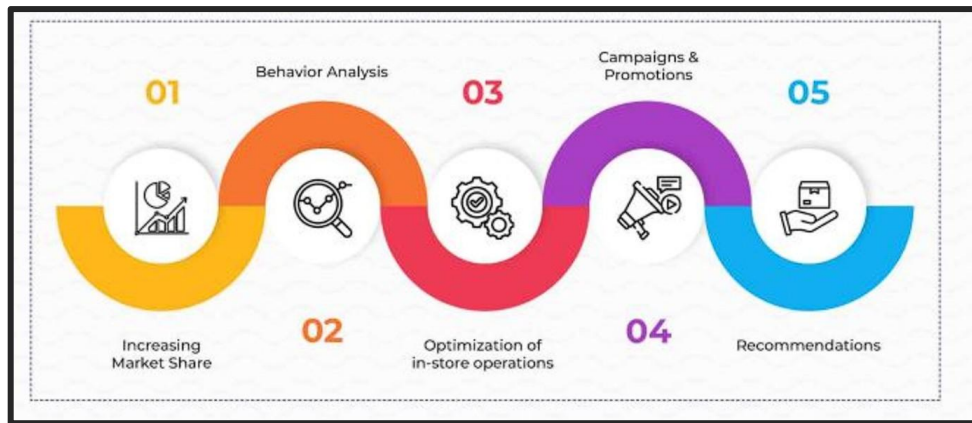 01
Increasing
Market Share
Behavior Analysis
02
03
Optimization of
in-store operations
Campaigns &
Promotions
04
05
Recommendations